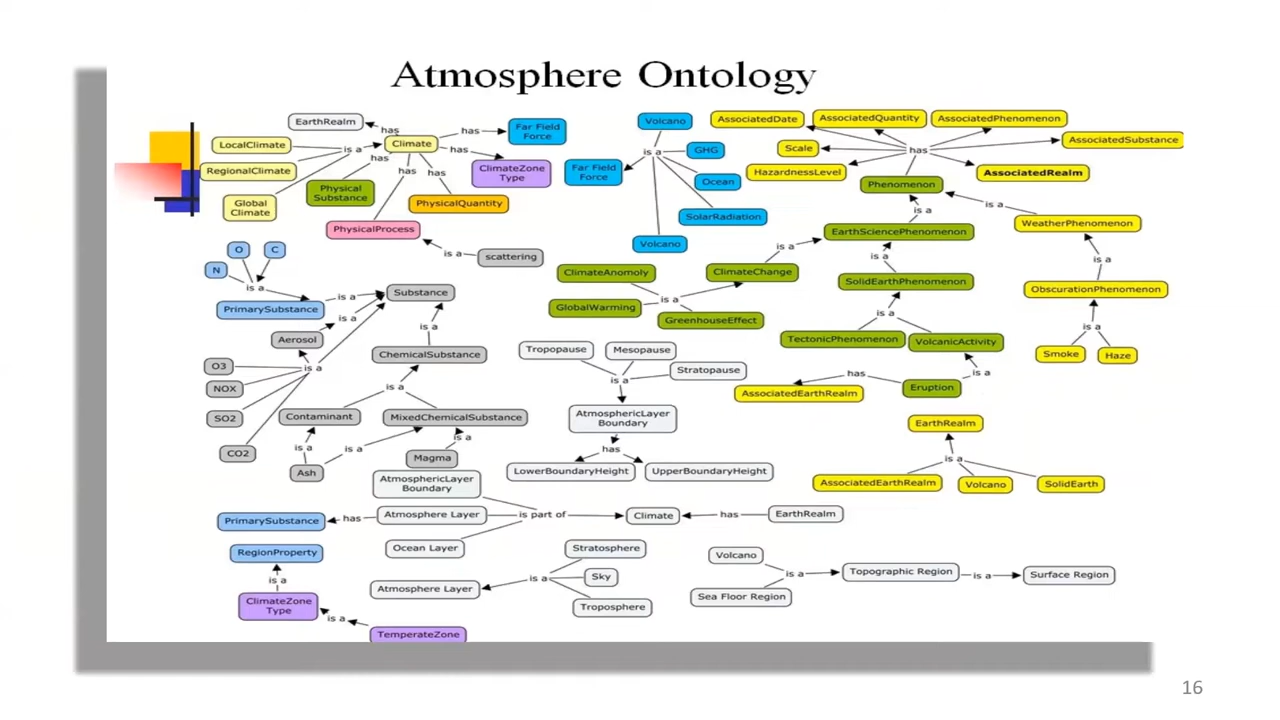 Atmosphere Ontology
EarthRealm
has
LocalClimate
is a
Climate
has
Far Field
Force
has
ClimateZone
Type
RegionalClimate
has
has
has
Global
Climate
Physical
Substance
PhysicalQuantity
PhysicalProcess
is a
scattering
Volcano
is a
GHG
Far Field
Force
Ocean
SolarRadiation
Volcano
AssociatedDate
AssociatedQuantity
AssociatedPhenomenon
Scale
has
AssociatedSubstance
HazardnessLevel
AssociatedRealm
Phenomenon
is a
is a
WeatherPhenomenon
EarthSciencePhenomenon
is a
is a
is a
ClimateAnomoly
ClimateChange
SolidEarthPhenomenon
ObscurationPhenomenon
GlobalWarming
is a
GreenhouseEffect
is a
is a
TectonicPhenomenon
VolcanicActivity
Smoke
Haze
is a
has
AssociatedEarthRealm
Eruption
O
C
N
is a
PrimarySubstance
is a
Substance
is a
is a
Aerosol
ChemicalSubstance
O3
is a
NOX
is a
SO2
Contaminant
MixedChemicalSubstance
CO2
is a
is a
is a
Ash
Magma
Tropopause
Mesopause
is a
Stratopause
AtmosphericLayer
Boundary
has
LowerBoundaryHeight
UpperBoundaryHeight
EarthRealm
is a
AssociatedEarthRealm
Volcano
SolidEarth
AtmosphericLayer
Boundary
PrimarySubstance
has
Atmosphere Layer
is part of
Climate
has
EarthRealm
Ocean Layer
RegionProperty
is a
ClimateZone
Type
is a
TemperateZone
Stratosphere
Atmosphere Layer
is a
Sky
Troposphere
Volcano
is a
Topographic Region
is a
Surface Region
Sea Floor Region
16